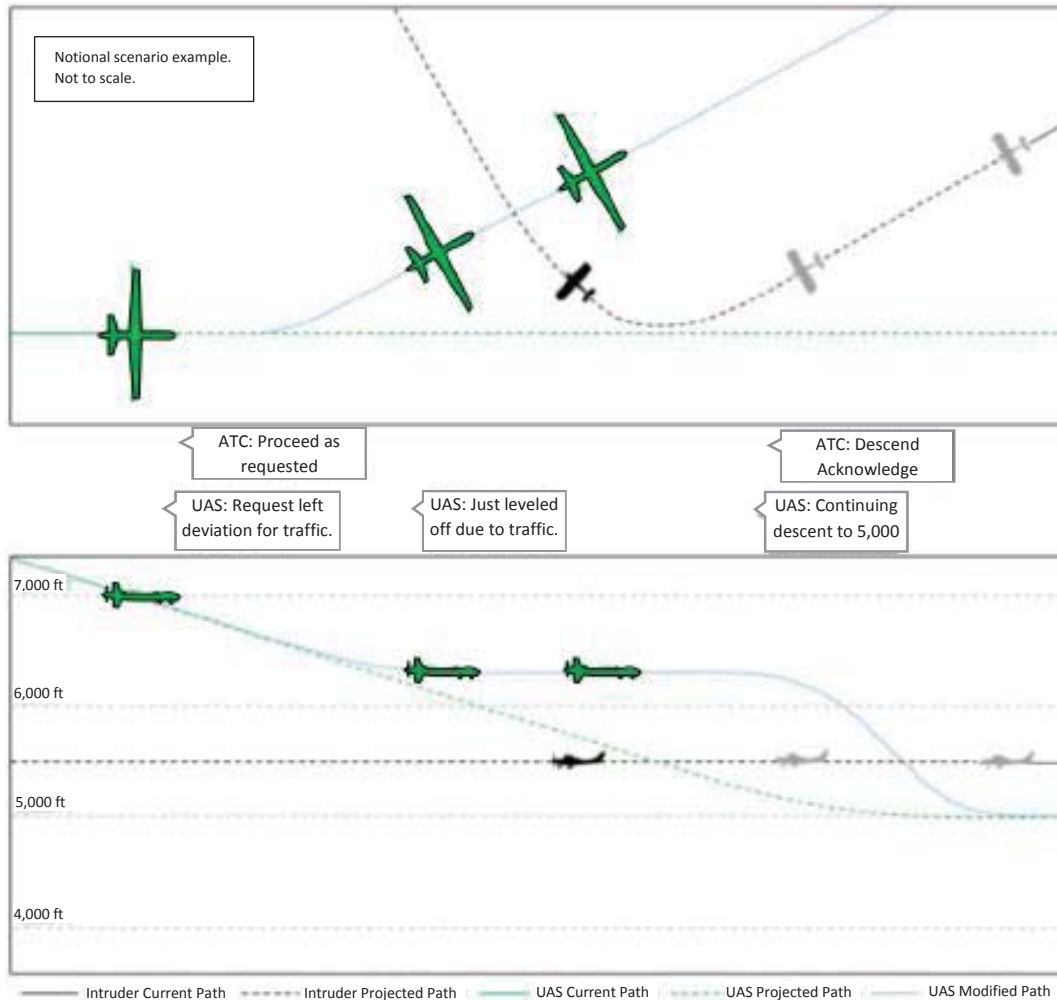 Notional scenario example.
Not to scale.
ATC: Proceed as
requested
ATC: Descend
Acknowledge
UAS: Request left
deviation for traffic.
UAS: Just leveled
off due to traffic.
UAS: Continuing
descent to 5,000
7,000 ft
6,000 ft
5,000 ft
4,000 ft
Intruder Current Path
Intruder Projected Path
UAS Current Path
UAS Projected Path
UAS Modified Path